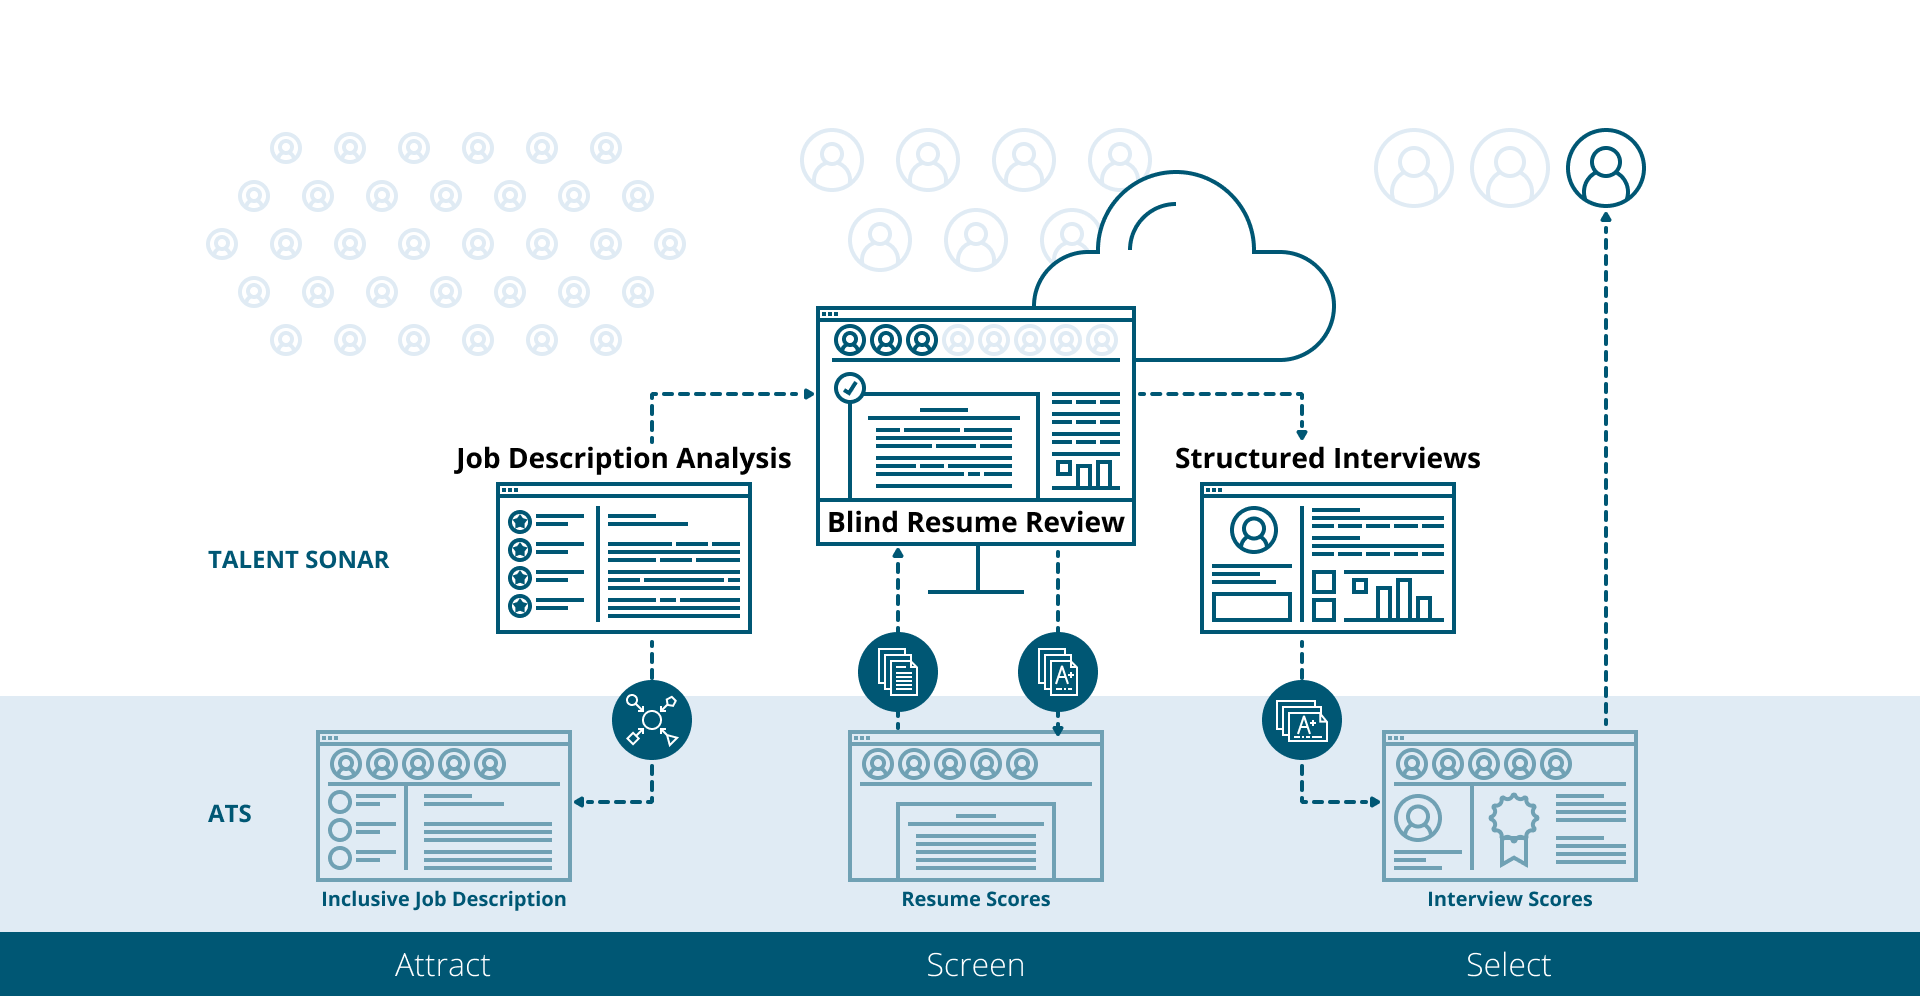 Job Description Analysis
Structured Interviews
Blind Resume Review
TALENT SONAR
A+
A+
ATS
Inclusive Job Description
Resume Scores
Interview Scores
Attract
Screen
Select